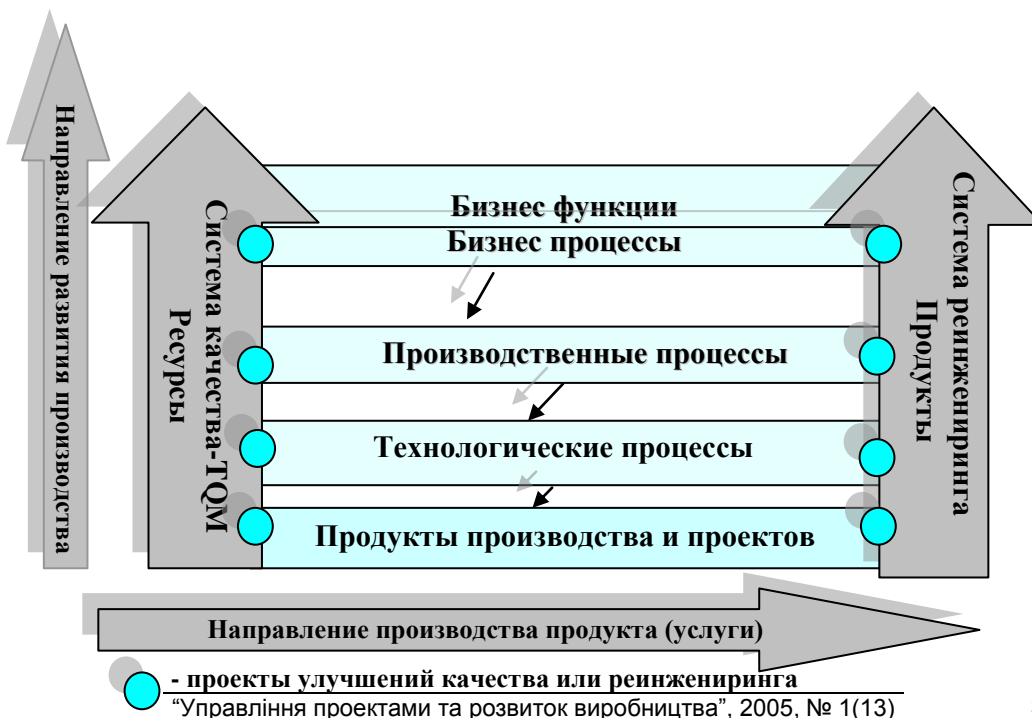 Направление развития производства
Система качества-TQM
Ресурсы
Бизнес функции
Бизнес процессы
Производственные процессы
Технологические процессы
Продукты производства и проектов
Система реинжениринга
Продукты
Направление производства продукта (услуги)
- проекты улучшений качества или реинжениринга
“Управління проектами та розвиток виробництва”, 2005, № 1(13)